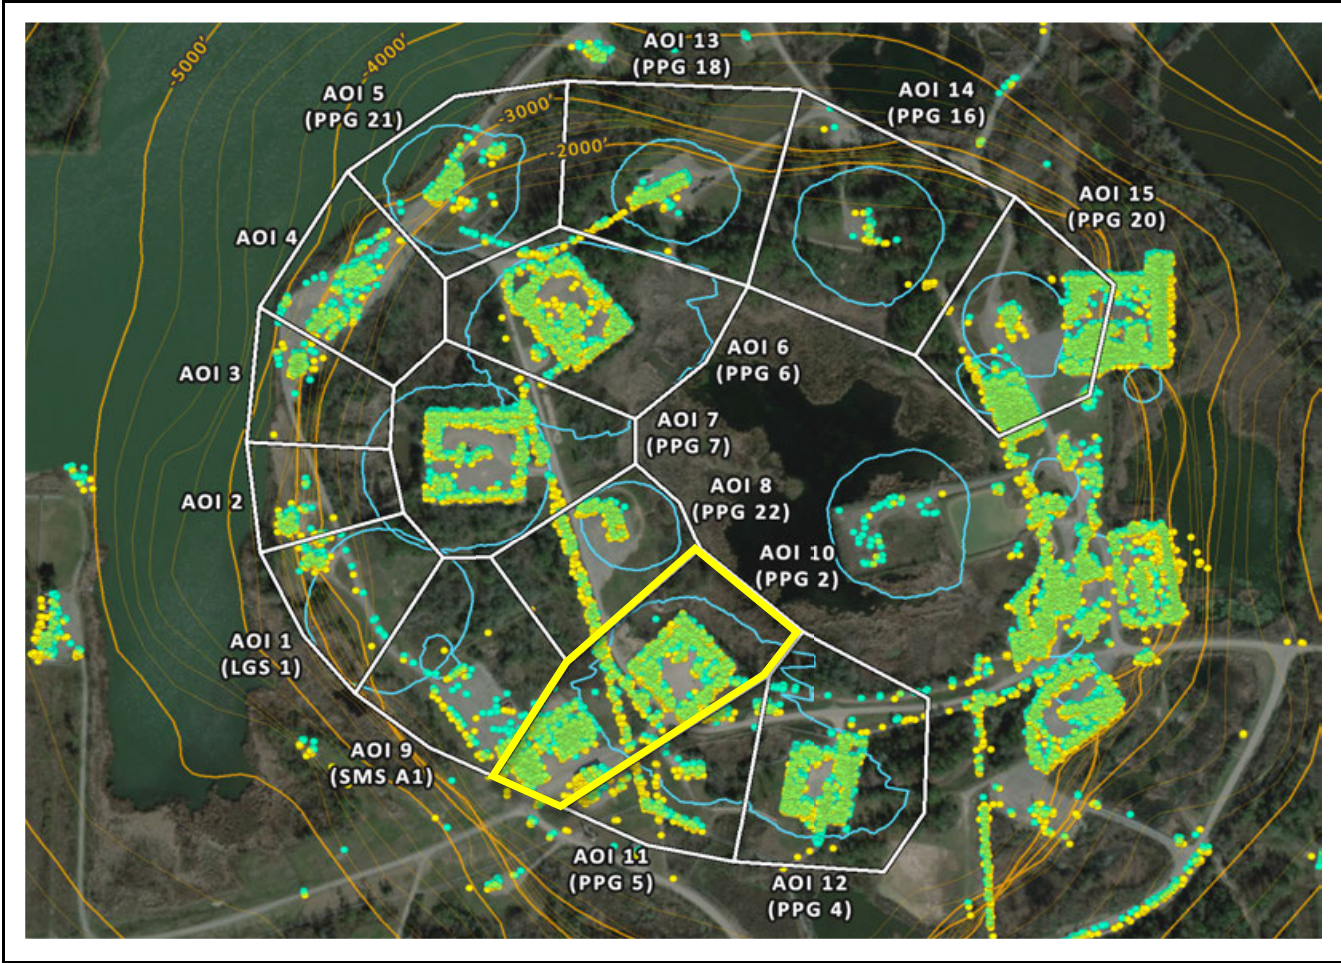 -5000'
-4000'
-3000'
-2000'
AOI 13
(PPG 18)
AOI 5
(PPG 21)
AOI 14
(PPG 16)
AOI 15
(PPG 20)
AOI 4
AOI 3
AOI 6
(PPG 6)
AOI 7
(PPG 7)
AOI 2
AOI 8
(PPG 22)
AOI 10
(PPG 2)
AOI 1
(LGS 1)
AOI 9
(SMS A1)
AOI 11
(PPG 5)
AOI 12
(PPG 4)